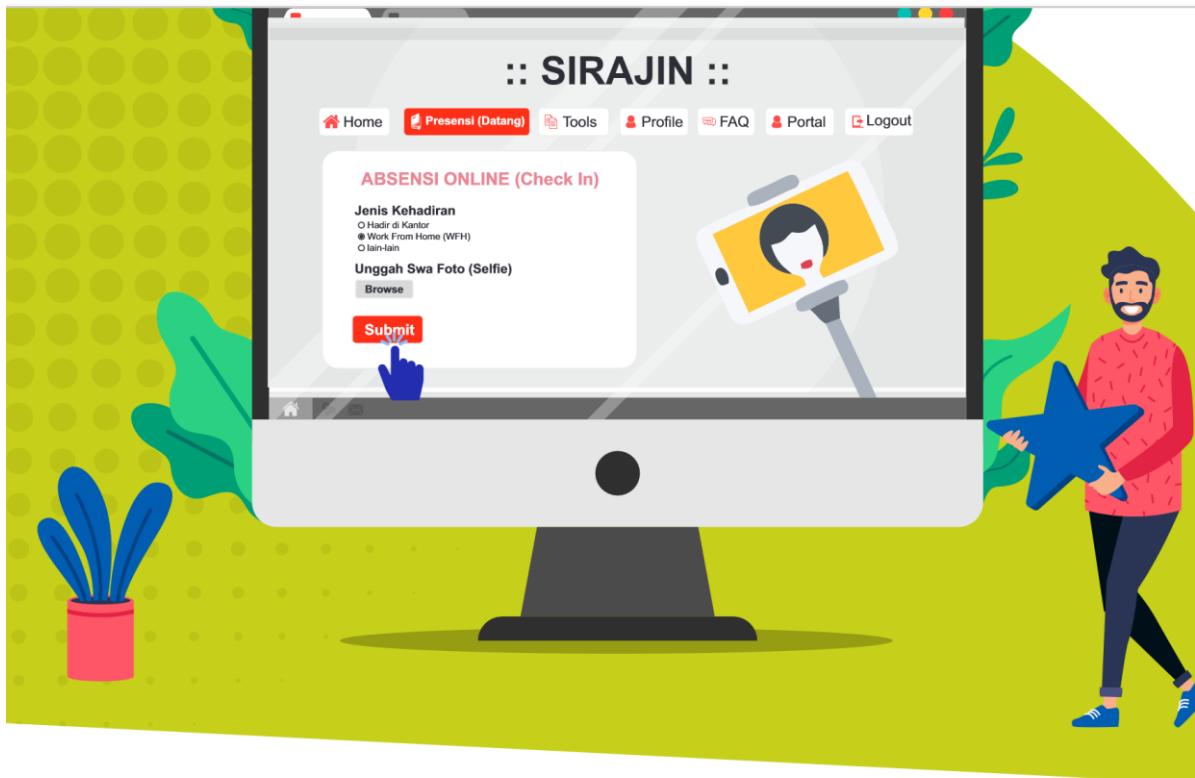 :: SIRAJIN ::
Home Presensi (Datang) Tools Profile FAQ Portal Logout
ABSENSI ONLINE (Check In)
Jenis Kehadiran
Hadir di Kantor
Work From Home (WFH)
lain-lain
Unggah Swa Foto (Selfie)
Browse
Submit